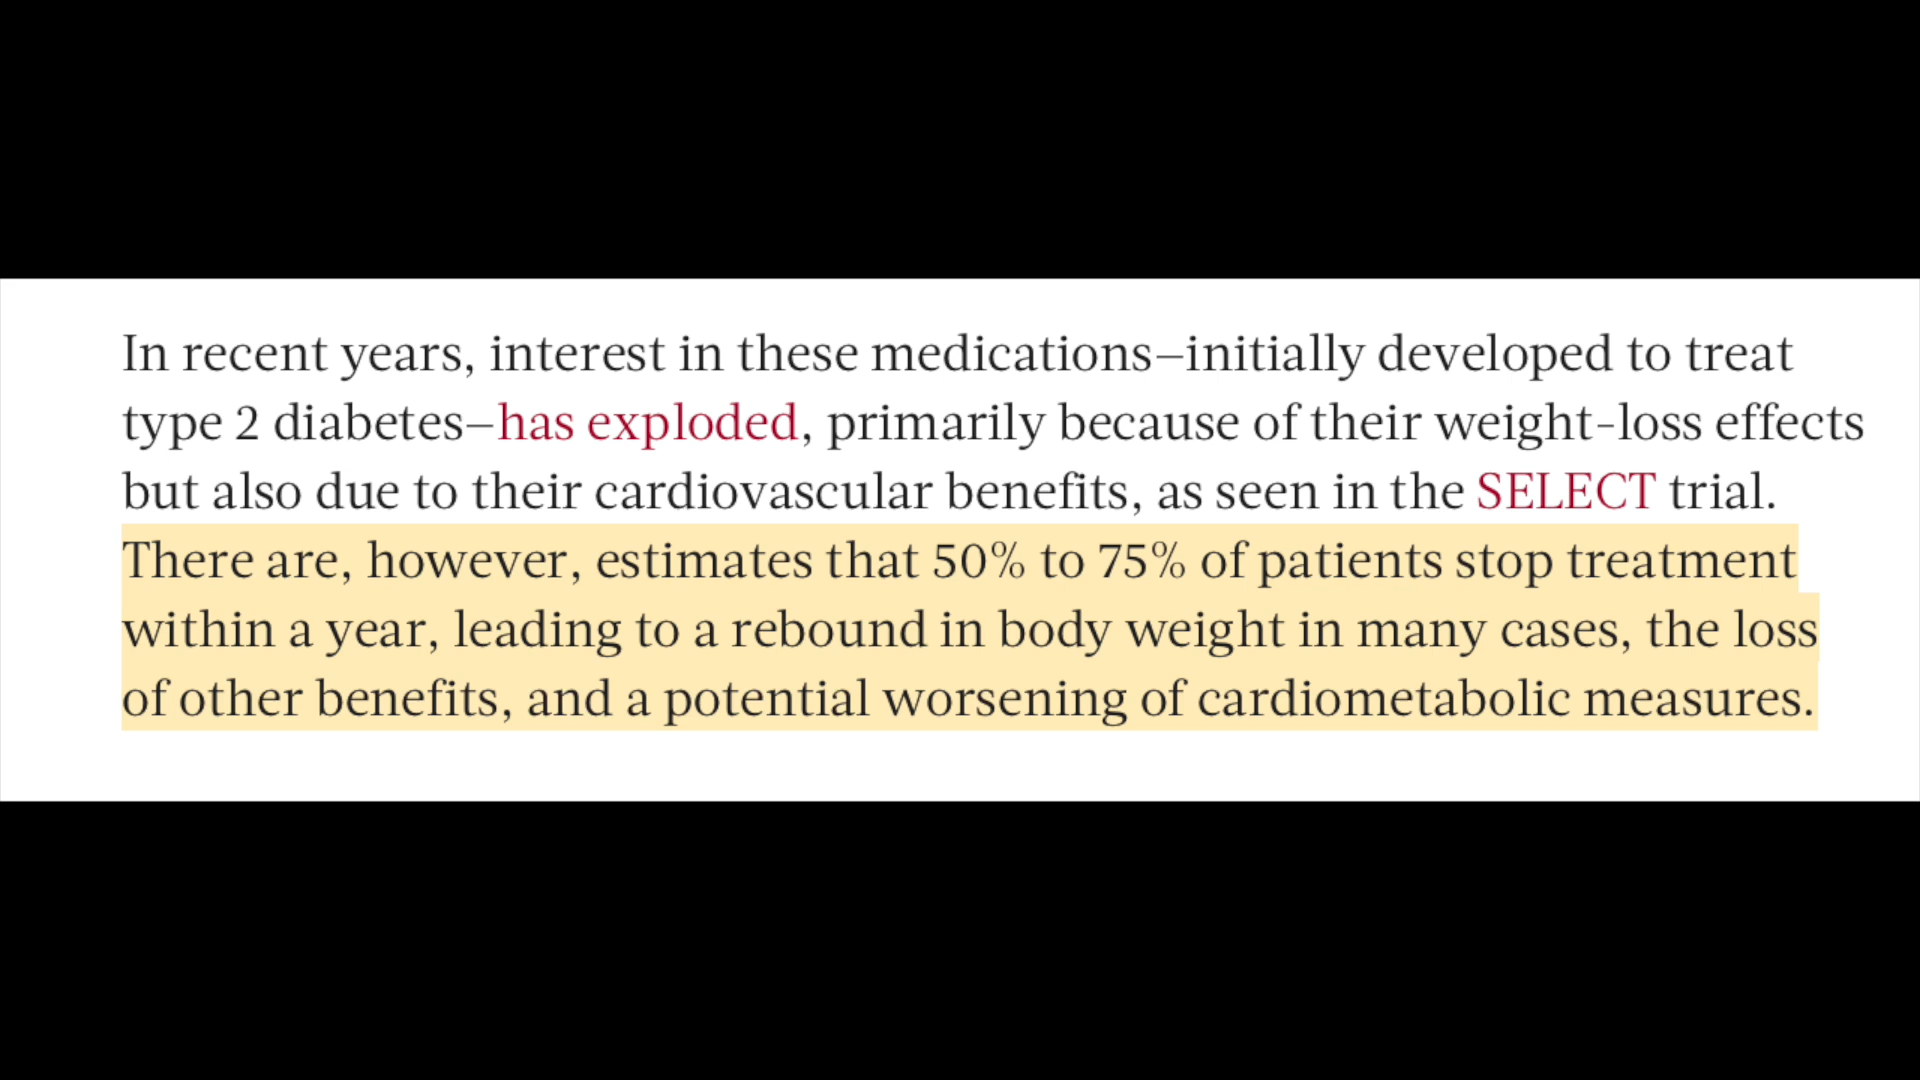 In recent years, interest in these medications—initially developed to treat
type 2 diabetes—has exploded, primarily because of their weight-loss effects
but also due to their cardiovascular benefits, as seen in the SELECT trial.
There are, however, estimates that 50% to 75% of patients stop treatment
within a year, leading to a rebound in body weight in many cases, the loss
of other benefits, and a potential worsening of cardiometabolic measures.